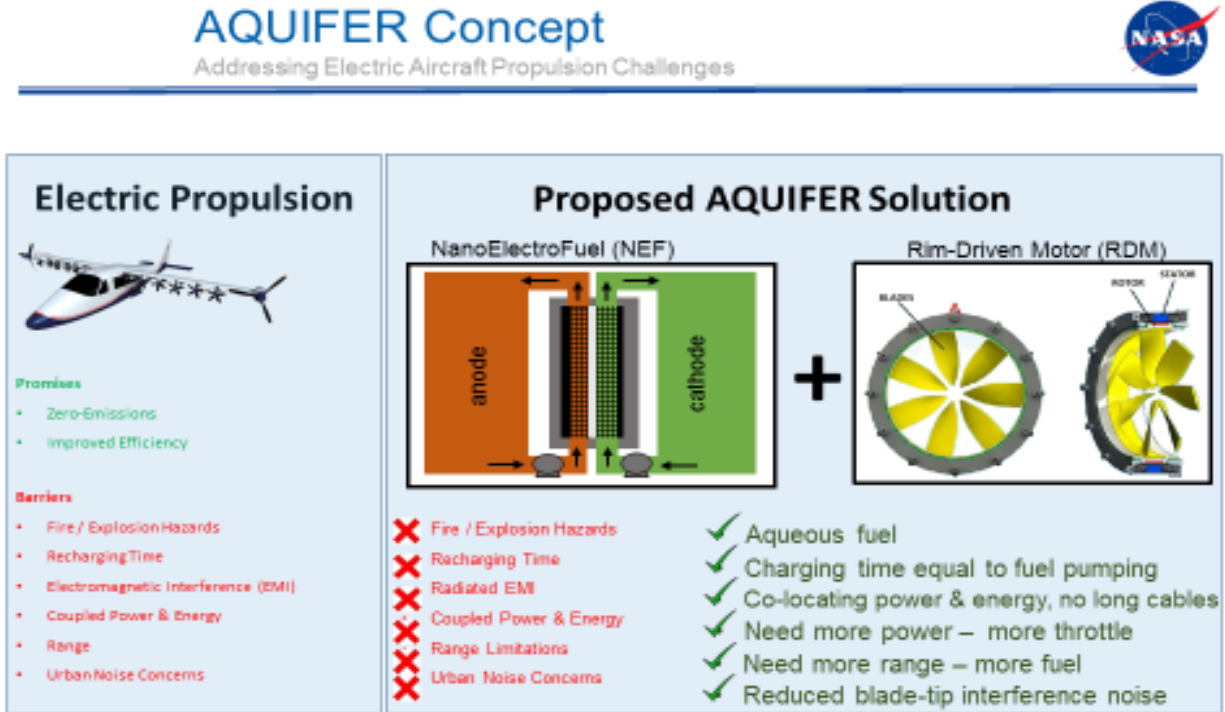 AQUIFER Concept
Addressing Electric Aircraft Propulsion Challenges
NASA
Electric Propulsion
Promises
• Zero-Emissions
• Improved Efficiency
Barriers
• Fire / Explosion Hazards
• Recharging Time
• Electromagnetic Interference (EMI)
• Coupled Power & Energy
• Range
• Urban Noise Concerns
Proposed AQUIFER Solution
NanoElectroFuel (NEF)
anode
cathode
+
Rim-Driven Motor (RDM)
BLADES
ROTOR
STATOR
Fire / Explosion Hazards
Recharging Time
Radiated EMI
Coupled Power & Energy
Range Limitations
Urban Noise Concerns
Aqueous fuel
Charging time equal to fuel pumping
Co-locating power & energy, no long cables
Need more power – more throttle
Need more range – more fuel
Reduced blade-tip interference noise